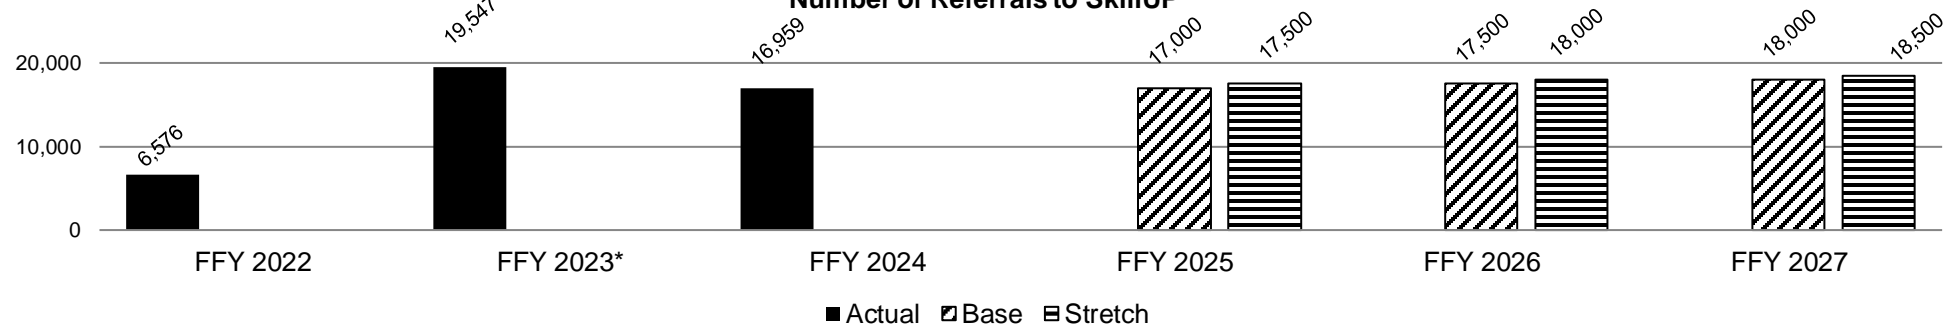 Number of Referrals to SkillUP
19,547
16,959
17,000
17,500
17,500
18,000
18,000
18,500
20,000
6,576
10,000
0
FFY 2022
FFY 2023*
FFY 2024
FFY 2025
FFY 2026
FFY 2027
Actual
Base
Stretch